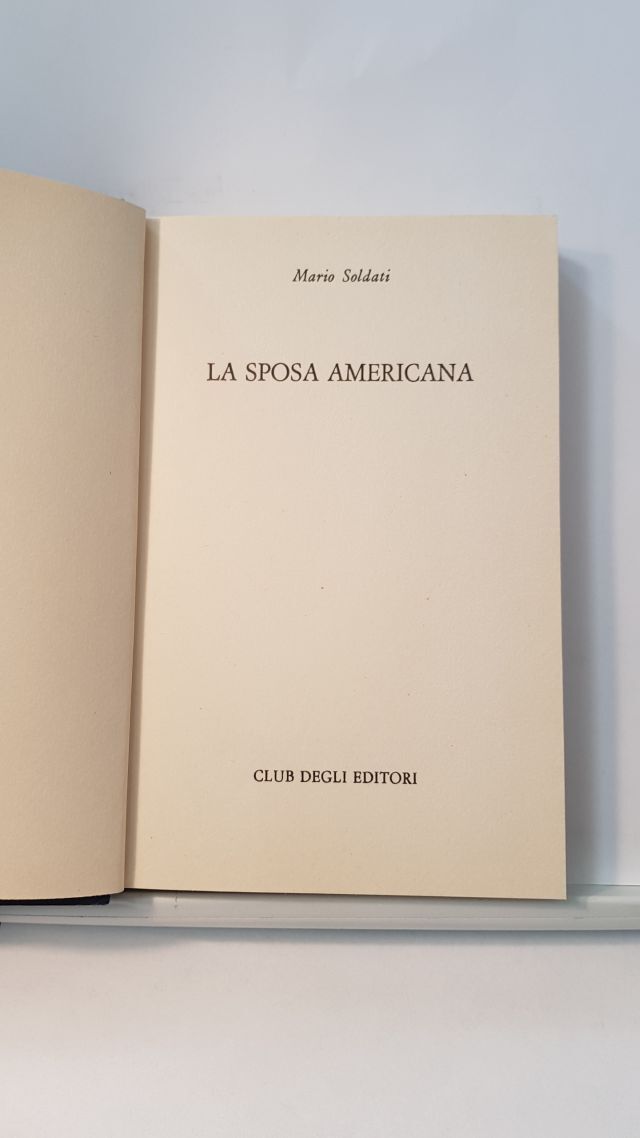 Mario Soldati
LA SPOSA AMERICANA
CLUB DEGLI EDITORI